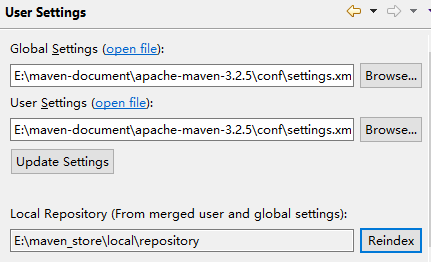 User Settings
Global Settings (open file):
E:\maven-document\apache-maven-3.2.5\conf\settings.xm
Browse...
User Settings (open file):
E:\maven-document\apache-maven-3.2.5\conf\settings.xm
Browse...
Update Settings
Local Repository (From merged user and global settings):
E:\maven_store\local\repository
Reindex